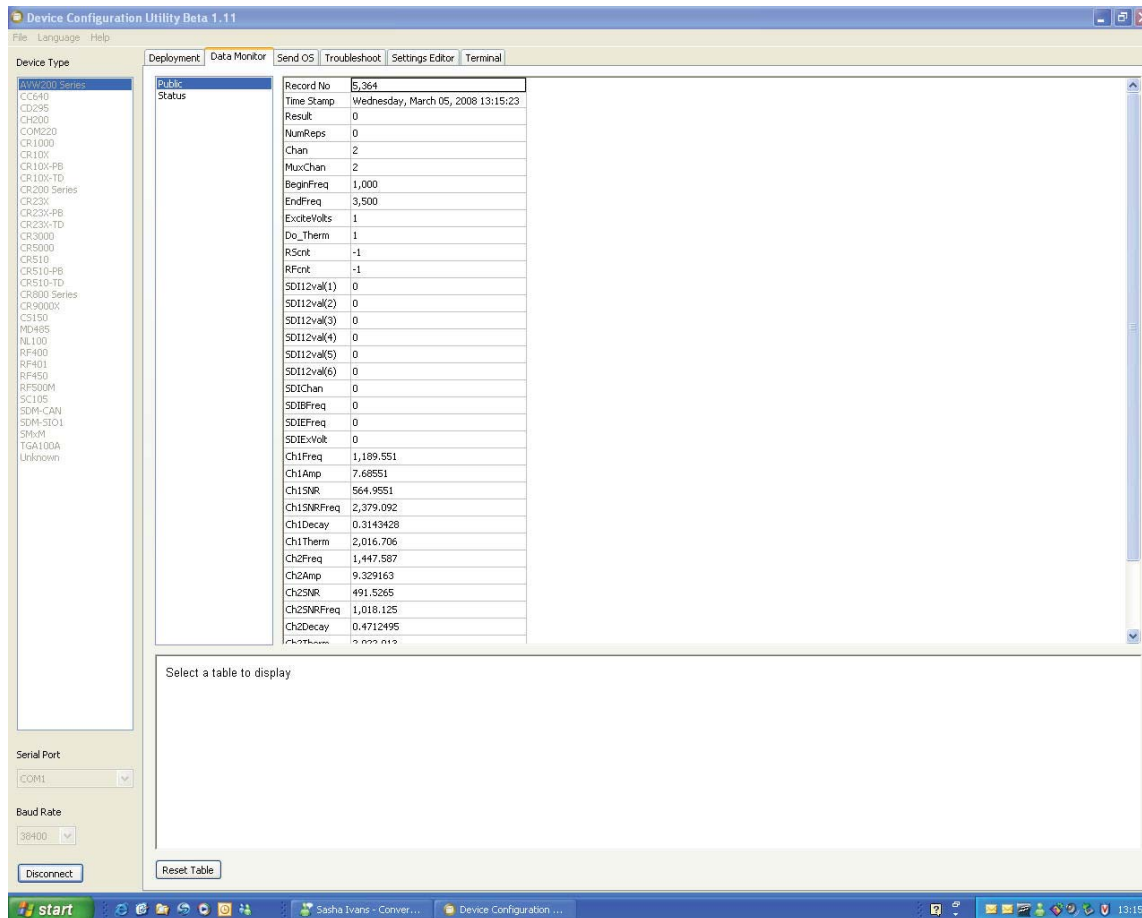 Device Configuration Utility Beta 1.11
File Language Help
Deployment Data Monitor Send OS Troubleshoot Settings Editor Terminal
Device Type
AVW200 Series
CC640
CD295
CH200
COM220
CR1000
CR10X
CR10X-PB
CR10X-TD
CR200 Series
CR23X
CR23X-PB
CR23X-TD
CR3000
CR5000
CR510
CR510-PB
CR510-TD
CR800 Series
CR9000X
CS150
MD485
NL100
RF400
RF401
RF450
RF500M
SC105
SDM-CAN
SDM-SIO1
SMxM
TGA100A
Unknown
Serial Port
COM1
Baud Rate
38400
Disconnect
Public
Status
Record No 5,364
Time Stamp Wednesday, March 05, 2008 13:15:23
Result 0
NumReps 0
Chan 2
MuxChan 2
BeginFreq 1,000
EndFreq 3,500
ExciteVolts 1
Do_Therm 1
RScnt -1
RFcnt -1
SDI12val(1) 0
SDI12val(2) 0
SDI12val(3) 0
SDI12val(4) 0
SDI12val(5) 0
SDI12val(6) 0
SDIChan 0
SDIBFreq 0
SDIEFreq 0
SDIExVolt 0
Ch1Freq 1,189.551
Ch1Amp 7.68551
Ch1SNR 564.9551
Ch1SNRFreq 2,379.092
Ch1Decay 0.3143428
Ch1Therm 2,016.706
Ch2Freq 1,447.587
Ch2Amp 9.329163
Ch2SNR 491.5265
Ch2SNRFreq 1,018.125
Ch2Decay 0.4712495
Ch2Therm
Select a table to display
Reset Table
start
Sasha Ivans - Conver...
Device Configuration ...
13:15